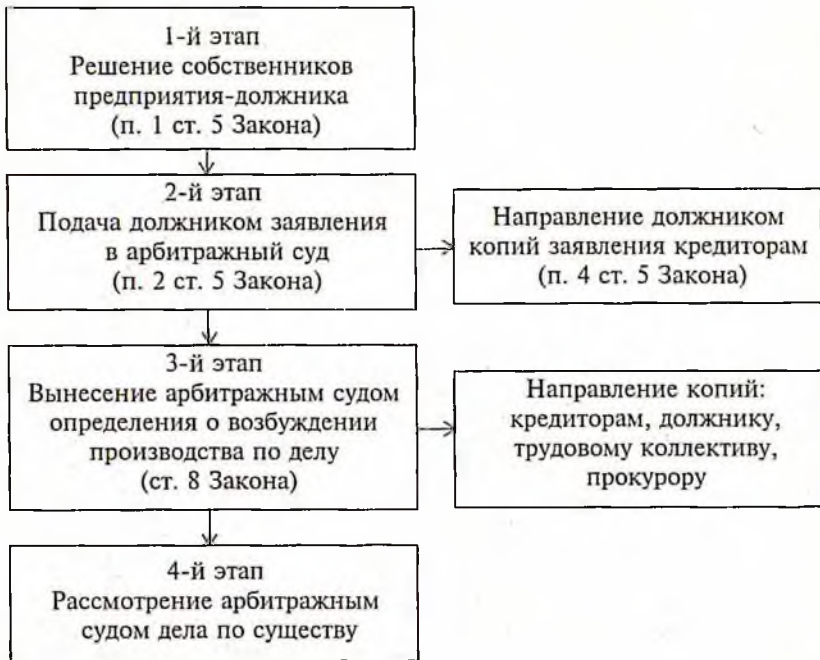 1-й этап
Решение собственников
предприятия-должника
(п. 1 ст. 5 Закона)
2-й этап
Подача должником заявления
в арбитражный суд
(п. 2 ст. 5 Закона)
Направление должником
копий заявления кредиторам
(п. 4 ст. 5 Закона)
3-й этап
Вынесение арбитражным судом
определения о возбуждении
производства по делу
(ст. 8 Закона)
Направление копий:
кредиторам, должнику,
трудовому коллективу,
прокурору
4-й этап
Рассмотрение арбитражным
судом дела по существу